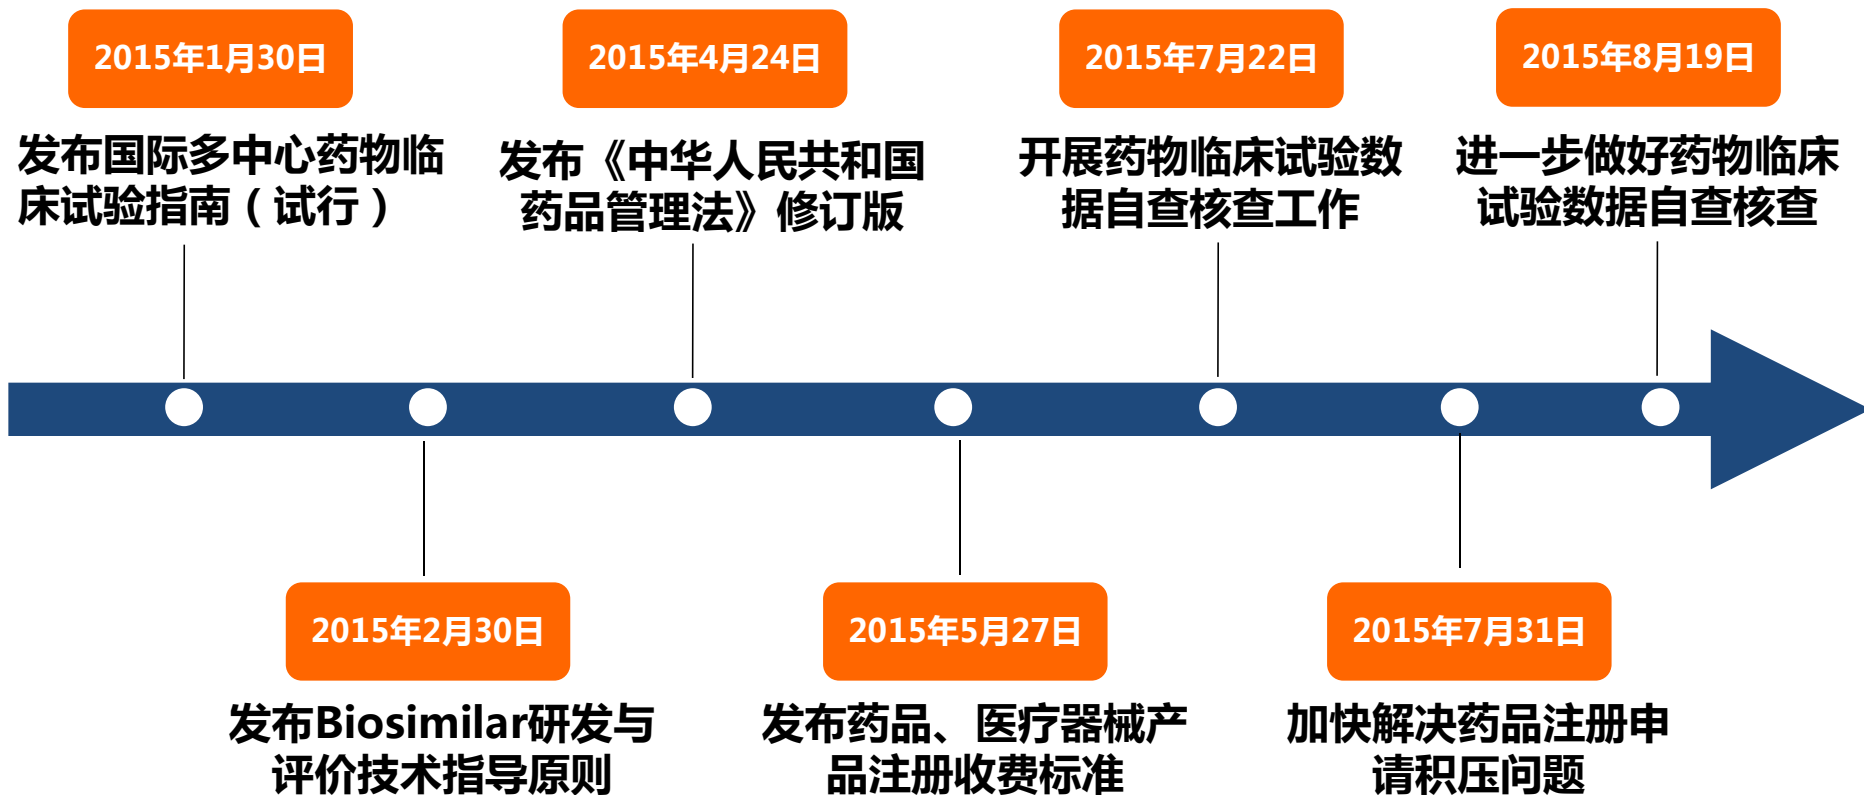 2015年1月30日
发布国际多中心药物临
床试验指南（试行）
2015年4月24日
发布《中华人民共和国
药品管理法》修订版
2015年7月22日
开展药物临床试验数
据自查核查工作
2015年8月19日
进一步做好药物临床
试验数据自查核查
2015年2月30日
发布Biosimilar研发与
评价技术指导原则
2015年5月27日
发布药品、医疗器械产
品注册收费标准
2015年7月31日
加快解决药品注册申
请积压问题